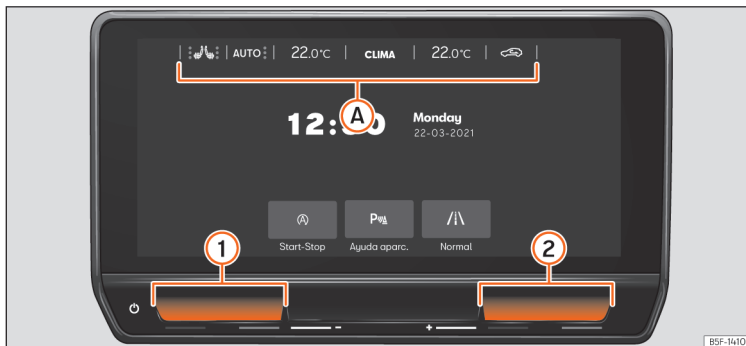 AUTO 22.0°C CLIMA 22.0°C
A
Monday
22-03-2021
P
Start-Stop Ayuda aparc. Normal
1 2
- +
B5F-1410